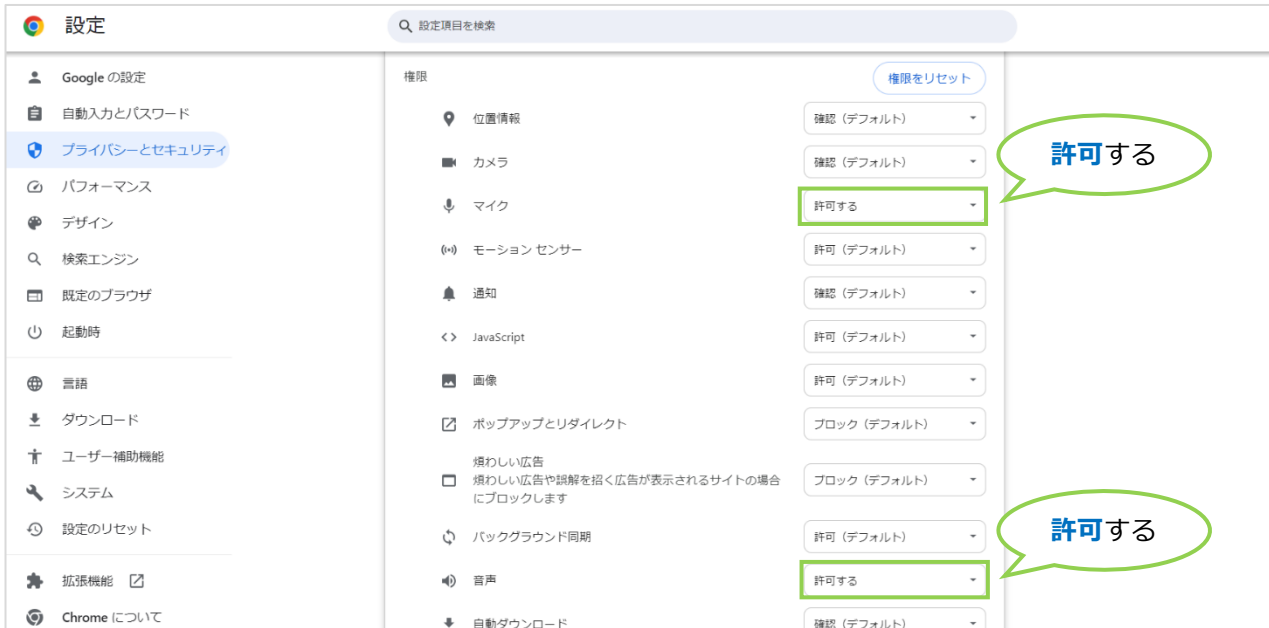 設定
設定項目を検索
Google の設定
自動入力とパスワード
プライバシーとセキュリティ
パフォーマンス
デザイン
検索エンジン
既定のブラウザ
起動時
言語
ダウンロード
ユーザー補助機能
システム
設定のリセット
拡張機能
Chrome について
権限
権限をリセット
位置情報
確認（デフォルト）
カメラ
確認（デフォルト）
マイク
許可する
モーション センサー
許可（デフォルト）
通知
確認（デフォルト）
JavaScript
許可（デフォルト）
画像
許可（デフォルト）
ポップアップとリダイレクト
ブロック（デフォルト）
煩わしい広告
煩わしい広告や誤解を招く広告が表示されるサイトの場合
にブロックします
ブロック（デフォルト）
バックグラウンド同期
許可（デフォルト）
音声
許可する
自動ダウンロード
確認（デフォルト）
許可する
許可する